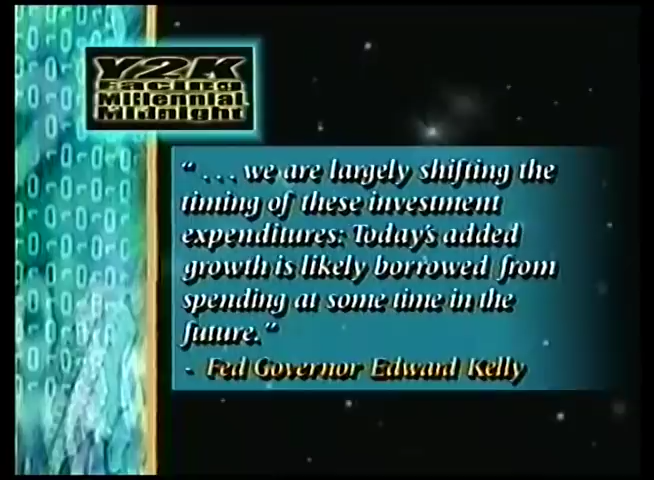 Y2K
Facing
Millennial
Midnight
“ . . . we are largely shifting the
timing of these investment
expenditures: Today's added
growth is likely borrowed from
spending at some time in the
future.”
- Fed Governor Edward Kelly